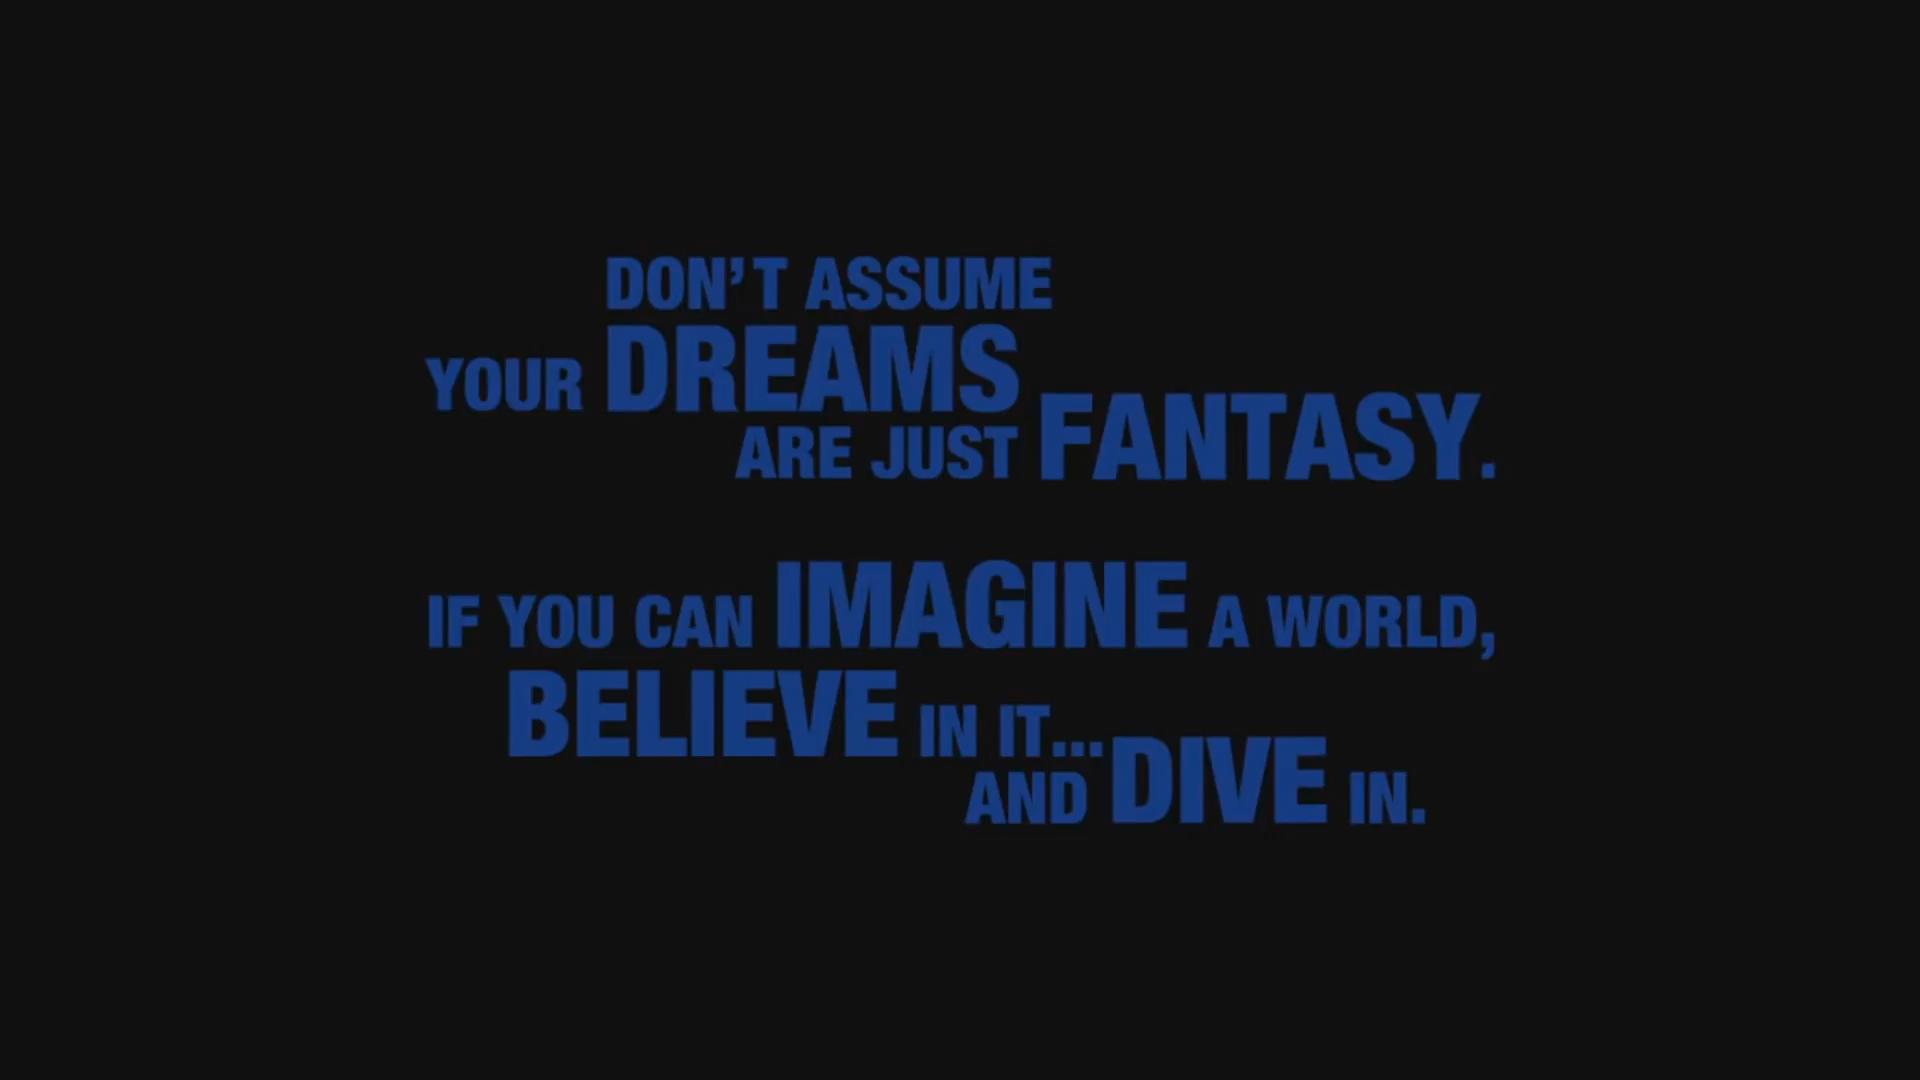 DON'T ASSUME
YOUR DREAMS
ARE JUST FANTASY.
IF YOU CAN IMAGINE A WORLD,
BELIEVE IN IT...
AND DIVE IN.